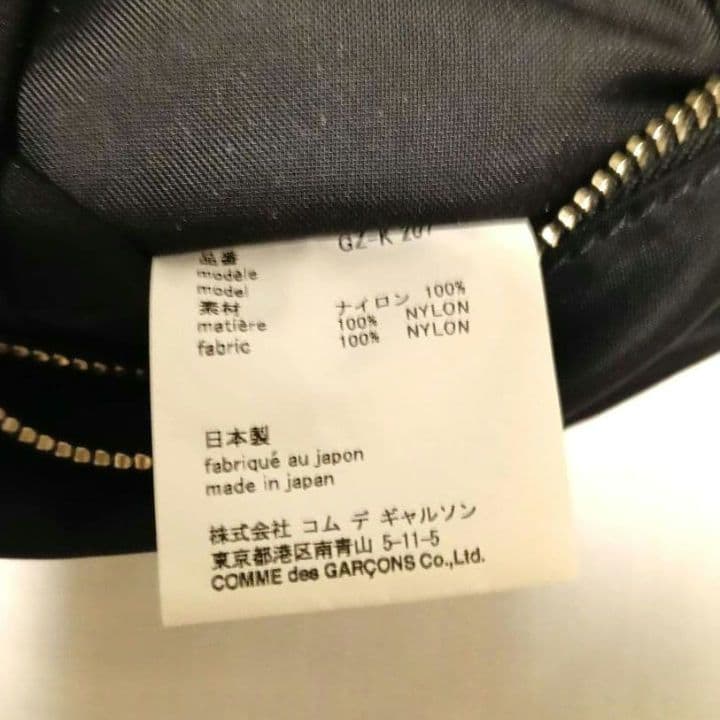 品番 GZ-K 207
modèle
model
素材 ナイロン 100%
matière 100% NYLON
fabric 100% NYLON
日本製
fabriqué au japon
made in japan
株式会社 コム デ ギャルソン
東京都港区南青山 5-11-5
COMME des GARÇONS Co.,Ltd.